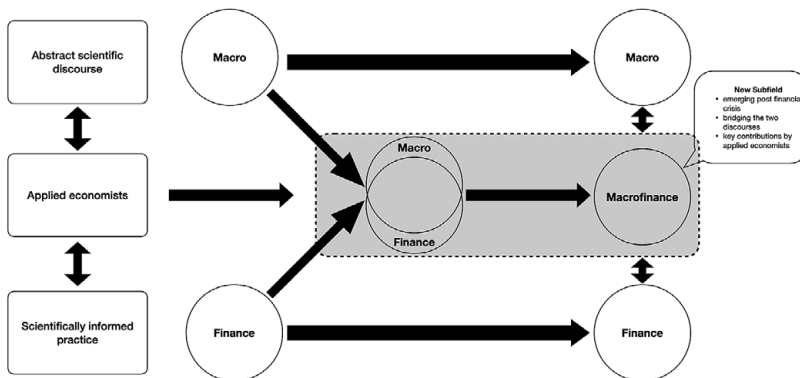 Abstract scientific
discourse
Applied economists
Scientifically informed
practice
Macro
Finance
Macro
Finance
Macro
Macrofinance
Finance
New Subfield
• emerging post financial
crisis
• bridging the two
discourses
• key contributions by
applied economists